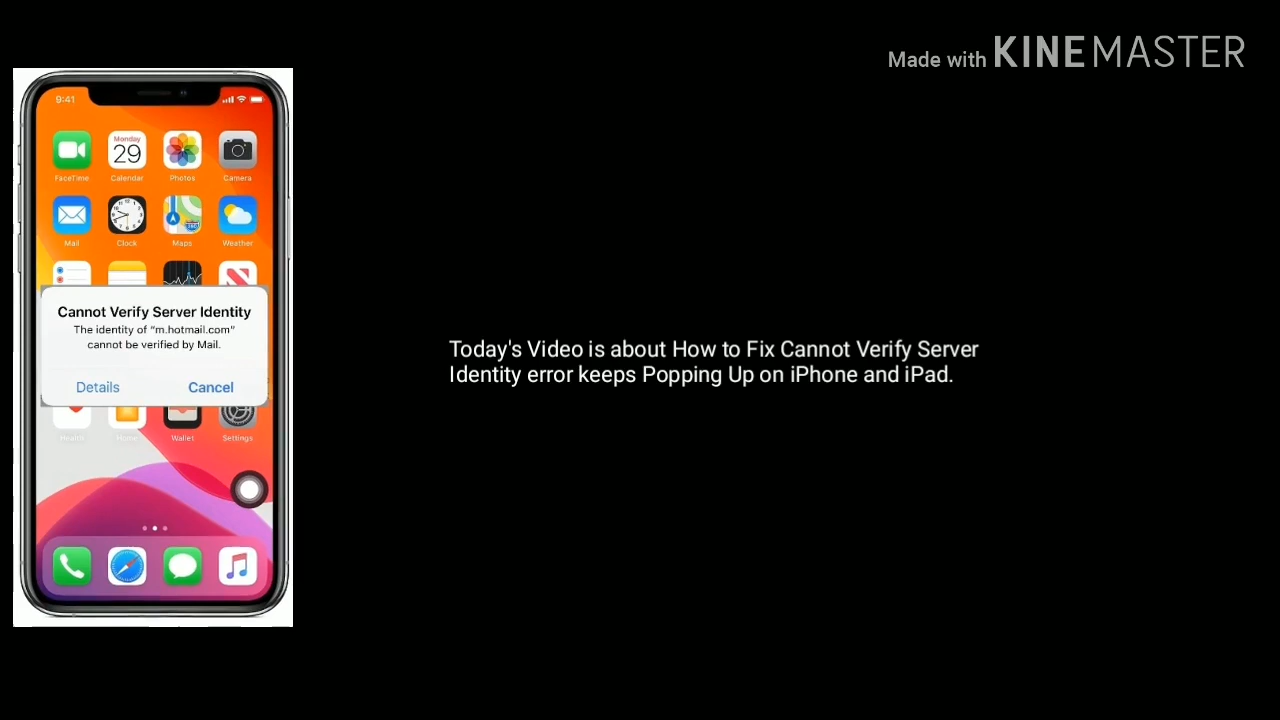 Made with KINEMASTER
9:41
Monday
29
FaceTime Calendar Photos Camera
Mail Clock Maps Weather
Cannot Verify Server Identity
The identity of “m.hotmail.com”
cannot be verified by Mail.
Details Cancel
Health Home Wallet Settings
Today's Video is about How to Fix Cannot Verify Server
Identity error keeps Popping Up on iPhone and iPad.